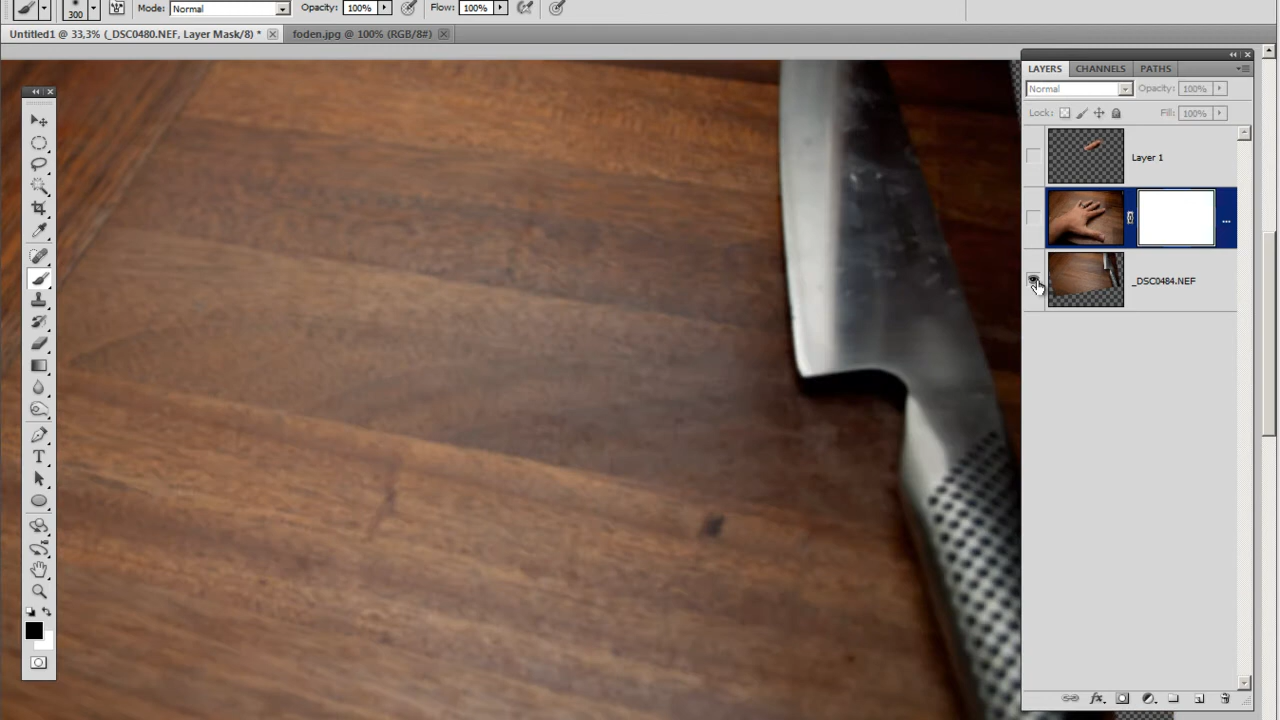 300 Mode: Normal Opacity: 100% Flow: 100%
Untitled1 @ 33,3% (_DSC0480.NEF, Layer Mask/8) * foden.jpg @ 100% (RGB/8#)
LAYERS CHANNELS PATHS
Normal Opacity: 100%
Lock: Fill: 100%
Layer 1
...
_DSC0484.NEF
T
fx